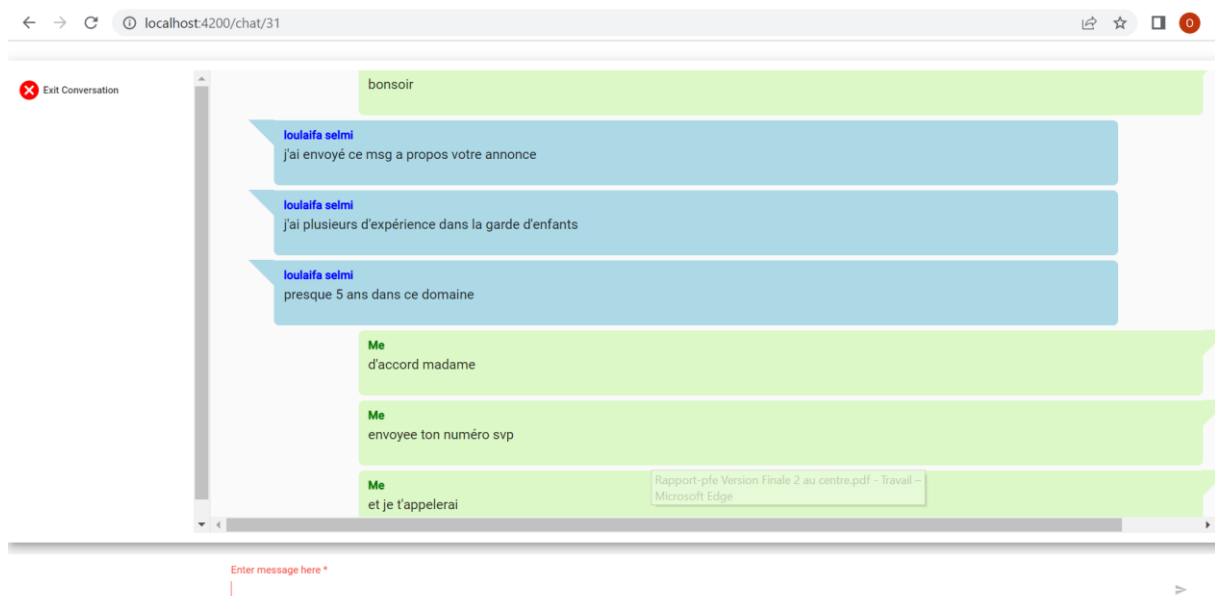 localhost:4200/chat/31
O
Exit Conversation
bonsoir
loulaifa selmi
j'ai envoyé ce msg a propos votre annonce
loulaifa selmi
j'ai plusieurs d'expérience dans la garde d'enfants
loulaifa selmi
presque 5 ans dans ce domaine
Me
d'accord madame
Me
envoyee ton numéro svp
Me
et je t'appelerai
Rapport-pfe Version Finale 2 au centre.pdf - Travail –
Microsoft Edge
Enter message here *